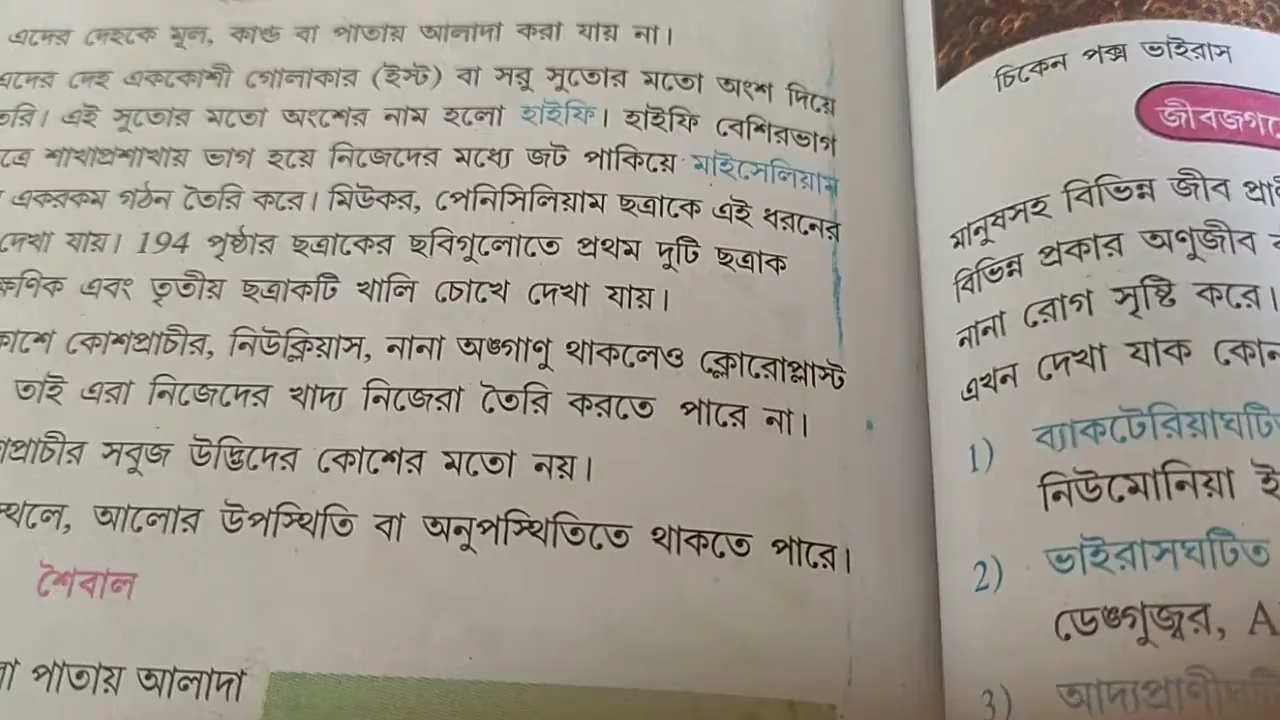 এদের দেহকে মূল, কাণ্ড বা পাতায় আলাদা করা যায় না।
এদের দেহ এককোশী গোলাকার (ইস্ট) বা সরু সুতোর মতো অংশ দিয়ে
এই সুতোর মতো অংশের নাম হলো হাইফি। হাইফি বেশিরভাগ
শাখাপ্রশাখায় ভাগ হয়ে নিজেদের মধ্যে জট পাকিয়ে মাইসেলিয়াম
একরকম গঠন তৈরি করে। মিউকর, পেনিসিলিয়াম ছত্রাকে এই ধরনের
দেখা যায়। 194 পৃষ্ঠার ছত্রাকের ছবিগুলোতে প্রথম দুটি ছত্রাক
এবং তৃতীয় ছত্রাকটি খালি চোখে দেখা যায়।
কোশপ্রাচীর, নিউক্লিয়াস, নানা অঙ্গাণু থাকলেও ক্লোরোপ্লাস্ট
তাই এরা নিজেদের খাদ্য নিজেরা তৈরি করতে পারে না।
সবুজ উদ্ভিদের কোশের মতো নয়।
আলোর উপস্থিতি বা অনুপস্থিতিতে থাকতে পারে।
শৈবাল
পাতায় আলাদা
চিকেন পক্স ভাইরাস
মানুষসহ বিভিন্ন জীব
বিভিন্ন প্রকার অণুজীব
নানা রোগ সৃষ্টি করে।
এখন দেখা যাক
1)
নিউমোনিয়া
2) ভাইরাসঘটিত
ডেঙ্গুজ্বর,
3)